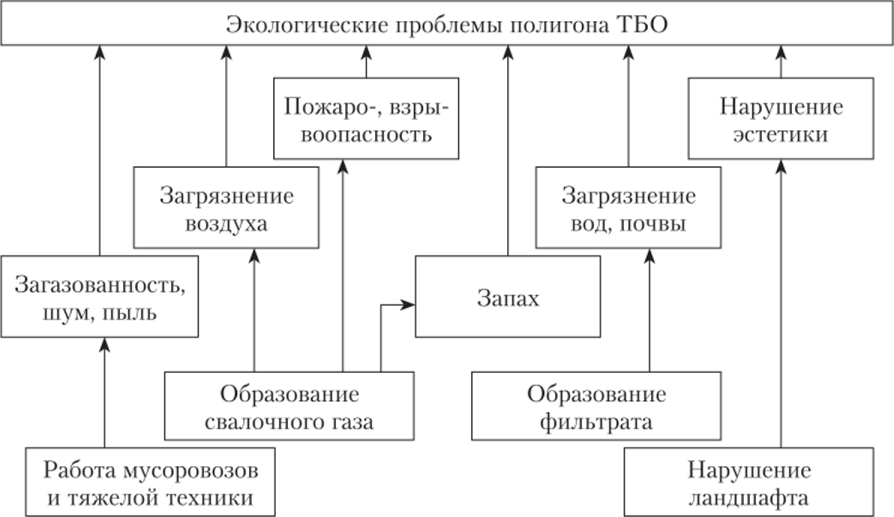 Экологические проблемы полигона ТБО
Пожаро-, взры-
воопасность
Нарушение
эстетики
Загрязнение
воздуха
Загрязнение
вод, почвы
Загазованность,
шум, пыль
Запах
Образование
свалочного газа
Образование
фильтрата
Работа мусоровозов
и тяжелой техники
Нарушение
ландшафта